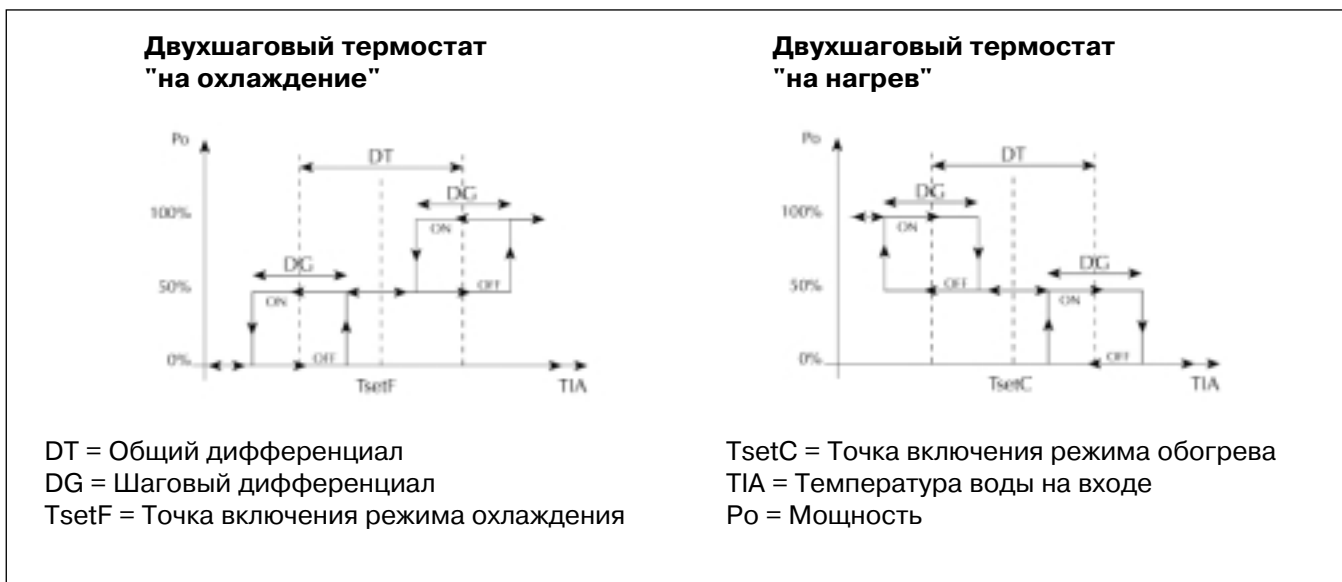 Двухшаговый термостат
"на охлаждение"
Po
DT
DG
100%
ON
DG
50%
OFF
ON
0%
OFF
TsetF
TIA
Двухшаговый термостат
"на нагрев"
Po
DT
DG
100%
ON
DG
50%
OFF
ON
0%
OFF
TsetC
TIA
DT = Общий дифференциал
DG = Шаговый дифференциал
TsetF = Точка включения режима охлаждения
TsetC = Точка включения режима обогрева
TIA = Температура воды на входе
Po = Мощность